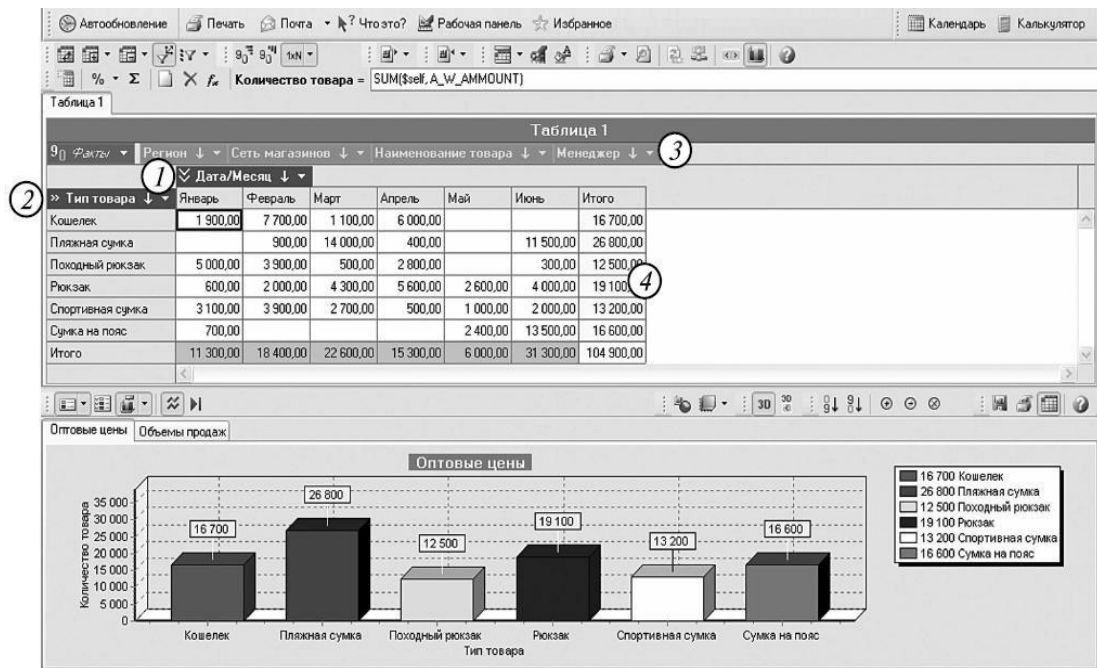 Автообновление Печать Почта Что это? Рабочая панель Избранное Календарь Калькулятор
1xN
% Σ fx Количество товара = SUM($self, A_W_AMMOUNT)
Таблица 1
Таблица 1
Факты Регион Сеть магазинов Наименование товара Менеджер 3
1 Дата/Месяц
2 Тип товара Январь Февраль Март Апрель Май Июнь Итого
Кошелек 1 900,00 7 700,00 1 100,00 6 000,00 16 700,00
Пляжная сумка 900,00 14 000,00 400,00 11 500,00 26 800,00
Походный рюкзак 5 000,00 3 900,00 500,00 2 800,00 300,00 12 500,00
Рюкзак 600,00 2 000,00 4 300,00 5 600,00 2 600,00 4 000,00 19 100, 4
Спортивная сумка 3 100,00 3 900,00 2 700,00 500,00 1 000,00 2 000,00 13 200,00
Сумка на пояс 700,00 2 400,00 13 500,00 16 600,00
Итого 11 300,00 18 400,00 22 600,00 15 300,00 6 000,00 31 300,00 104 900,00
3D
Оптовые цены Объемы продаж
Оптовые цены
Количество товара
35 000
30 000
25 000
20 000
15 000
10 000
5 000
0
16 700
26 800
12 500
19 100
13 200
16 600
Кошелек Пляжная сумка Походный рюкзак Рюкзак Спортивная сумка Сумка на пояс
Тип товара
16 700 Кошелек
26 800 Пляжная сумка
12 500 Походный рюкзак
19 100 Рюкзак
13 200 Спортивная сумка
16 600 Сумка на пояс